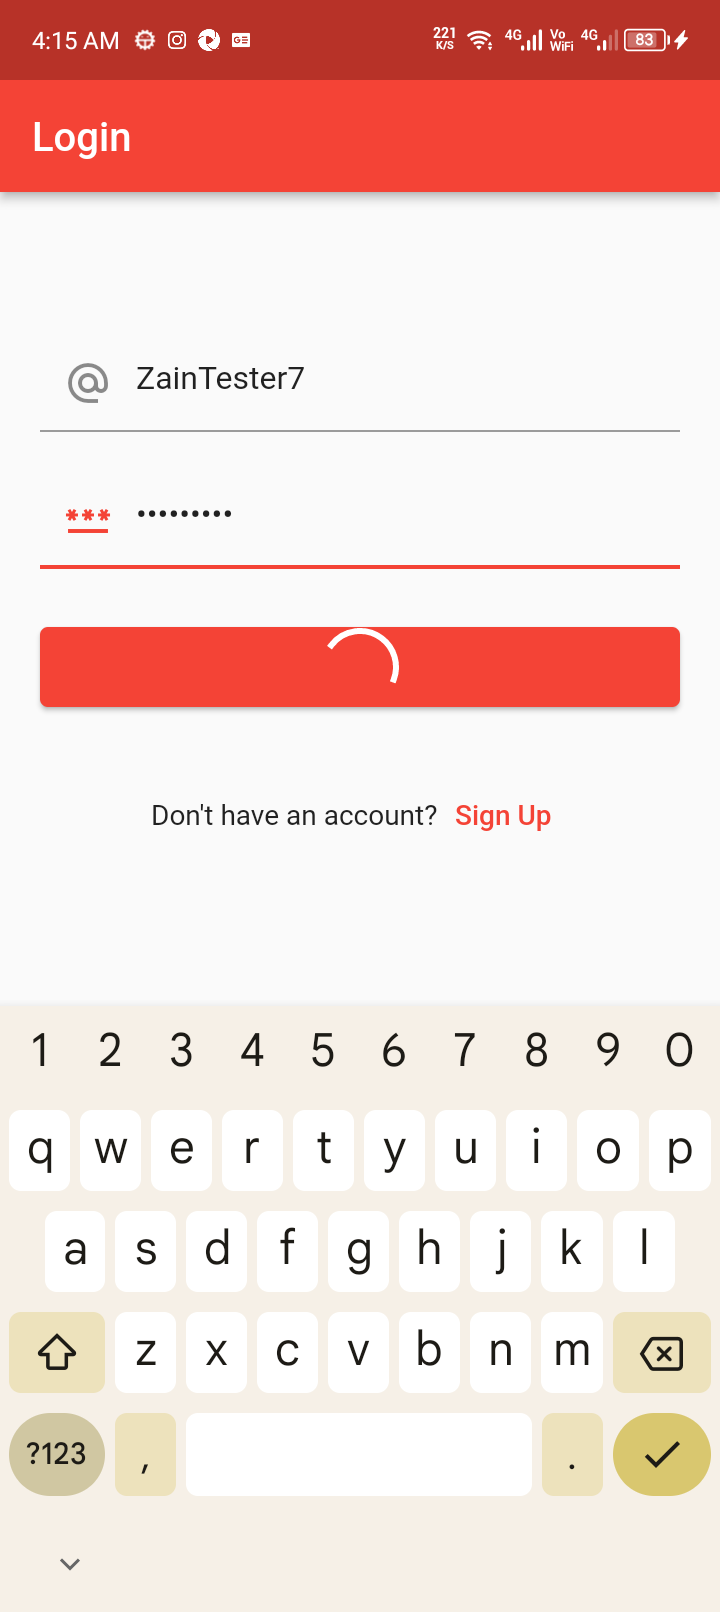 4:15 AM 221 K/S 4G Vo WiFi 4G 83
Login
ZainTester7
•••••••••
Don't have an account? Sign Up
1 2 3 4 5 6 7 8 9 0
q w e r t y u i o p
a s d f g h j k l
z x c v b n m
?123 , .